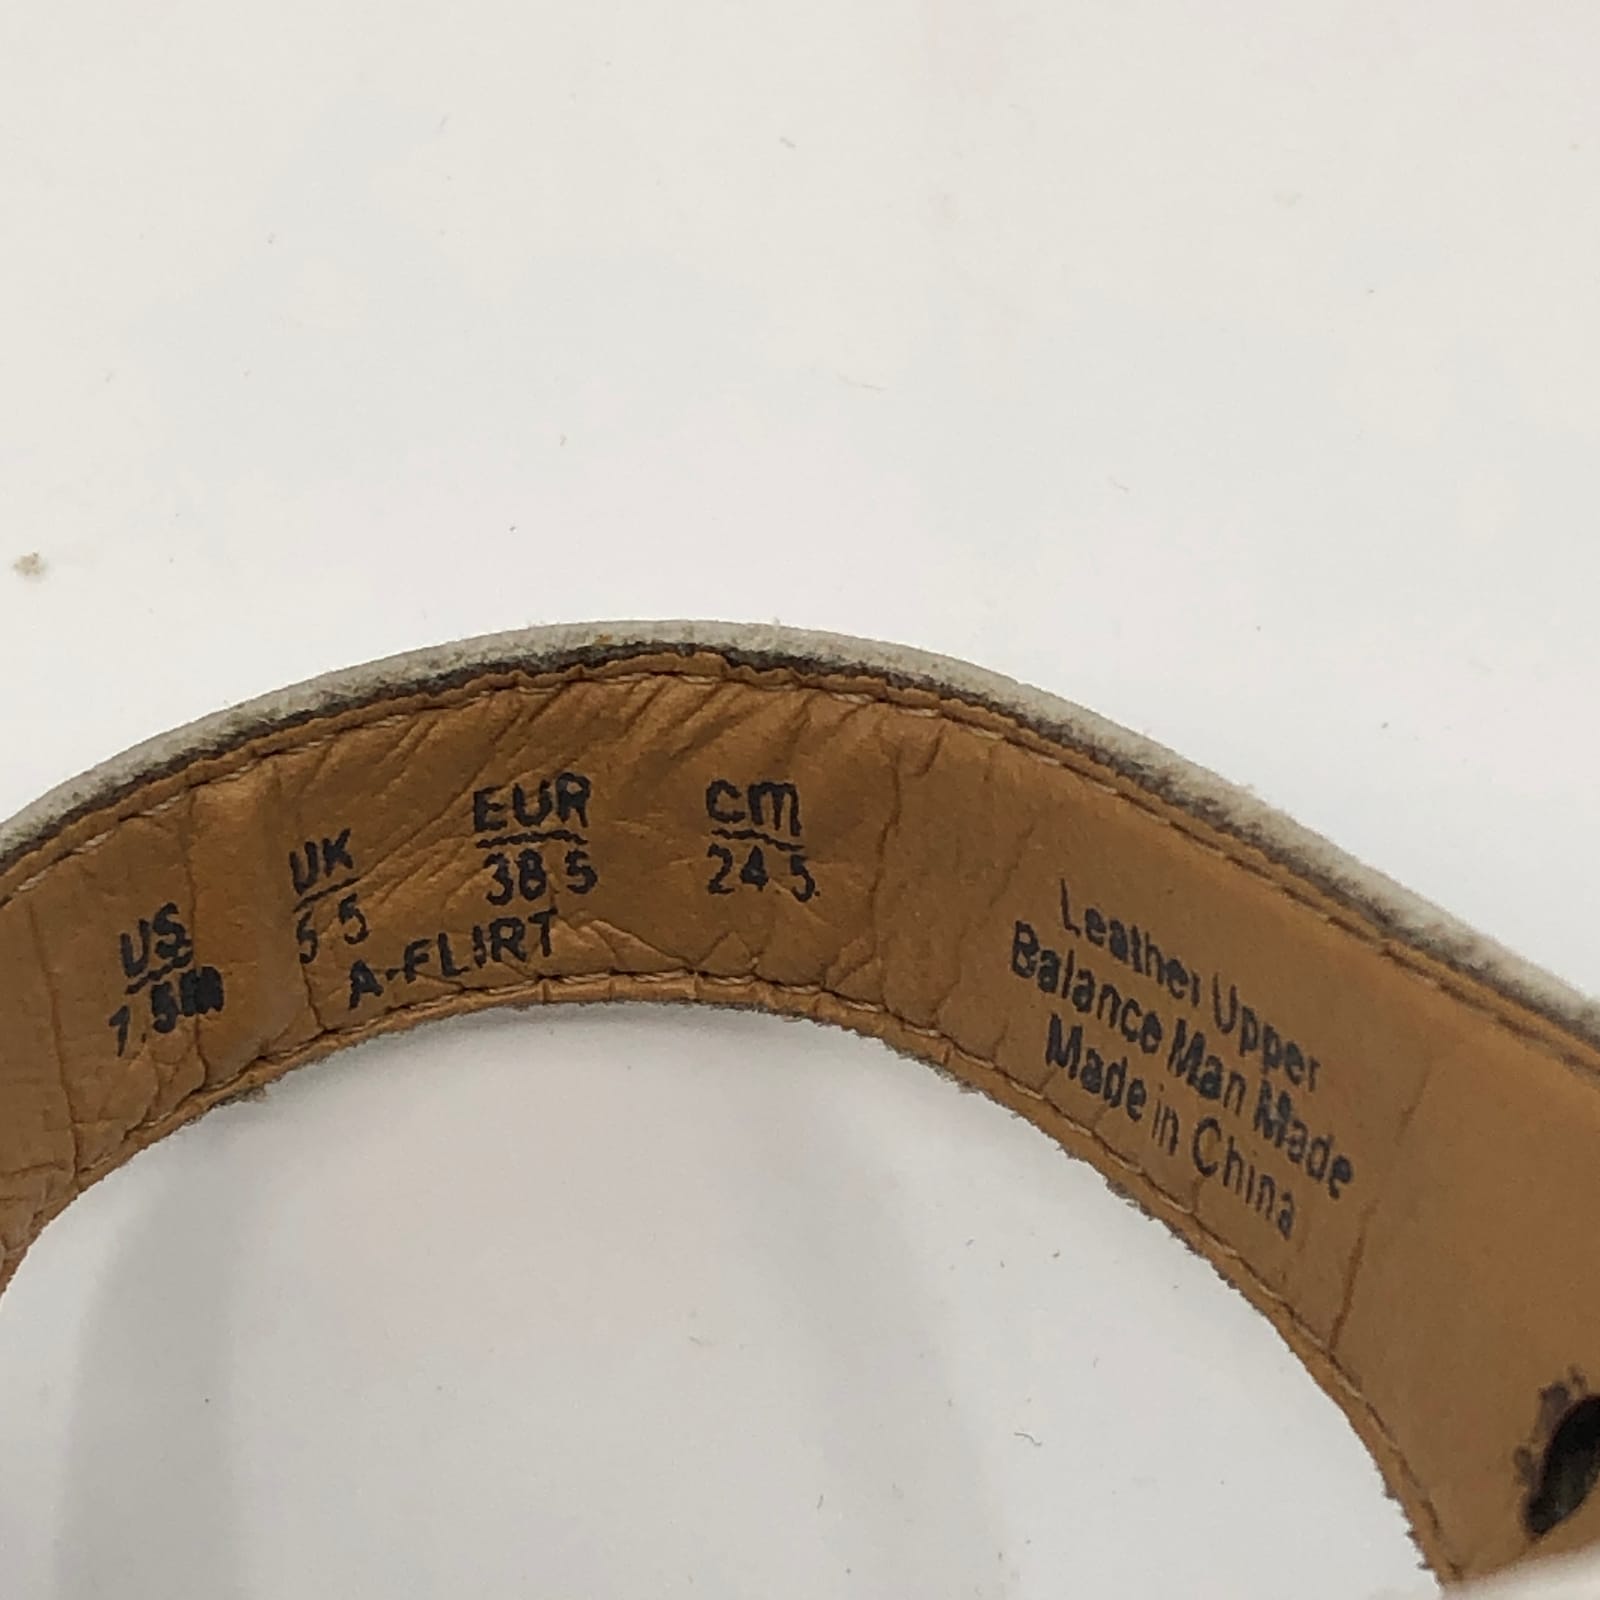 US UK EUR cm
7.5m 5.5 38.5 24.5
A-FLIRT
Leather Upper
Balance Man Made
Made in China